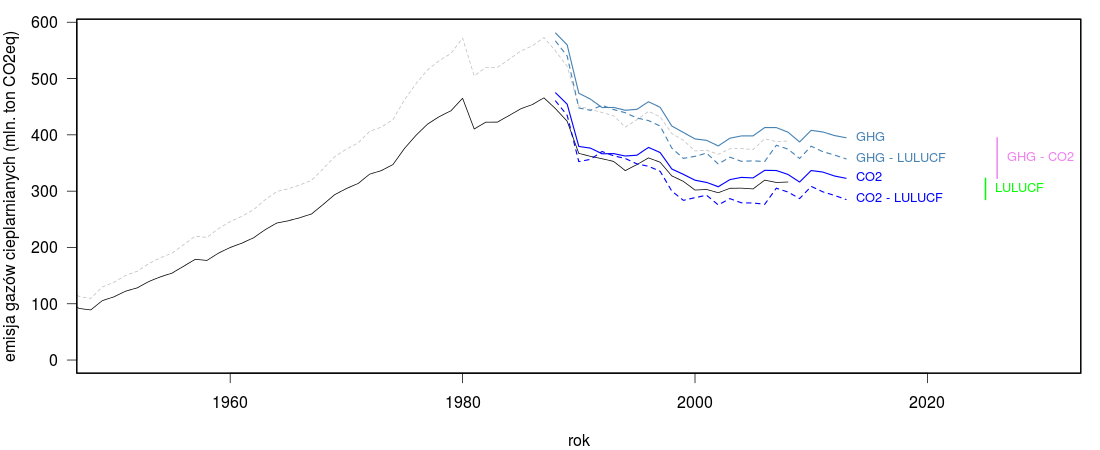 emisja gazów cieplarnianych (mln. ton CO2eq)
600
500
400
300
200
100
0
GHG
GHG - LULUCF
CO2
CO2 - LULUCF
GHG - CO2
LULUCF
1960
1980
2000
2020
rok